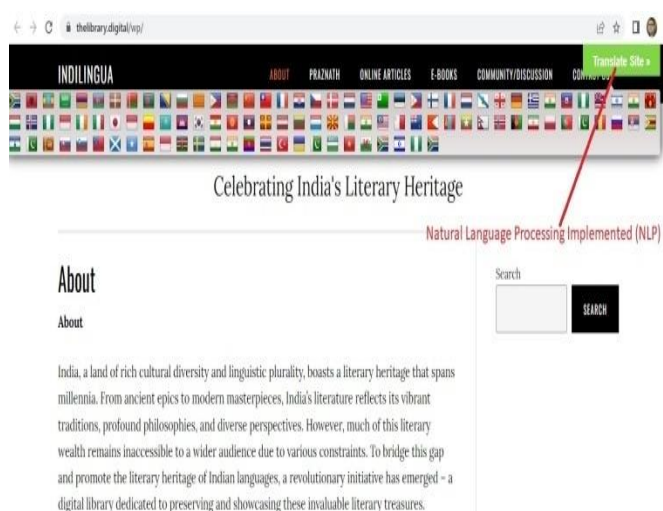 thelibrary.digital/wp/
Translate Site »
INDILINGUA
ABOUT PRAZNATH ONLINE ARTICLES E-BOOKS COMMUNITY/DISCUSSION CONTACT US
Celebrating India's Literary Heritage
Natural Language Processing Implemented (NLP)
About
About
India, a land of rich cultural diversity and linguistic plurality, boasts a literary heritage that spans
millennia. From ancient epics to modern masterpieces, India's literature reflects its vibrant
traditions, profound philosophies, and diverse perspectives. However, much of this literary
wealth remains inaccessible to a wider audience due to various constraints. To bridge this gap
and promote the literary heritage of Indian languages, a revolutionary initiative has emerged – a
digital library dedicated to preserving and showcasing these invaluable literary treasures.
Search
SEARCH